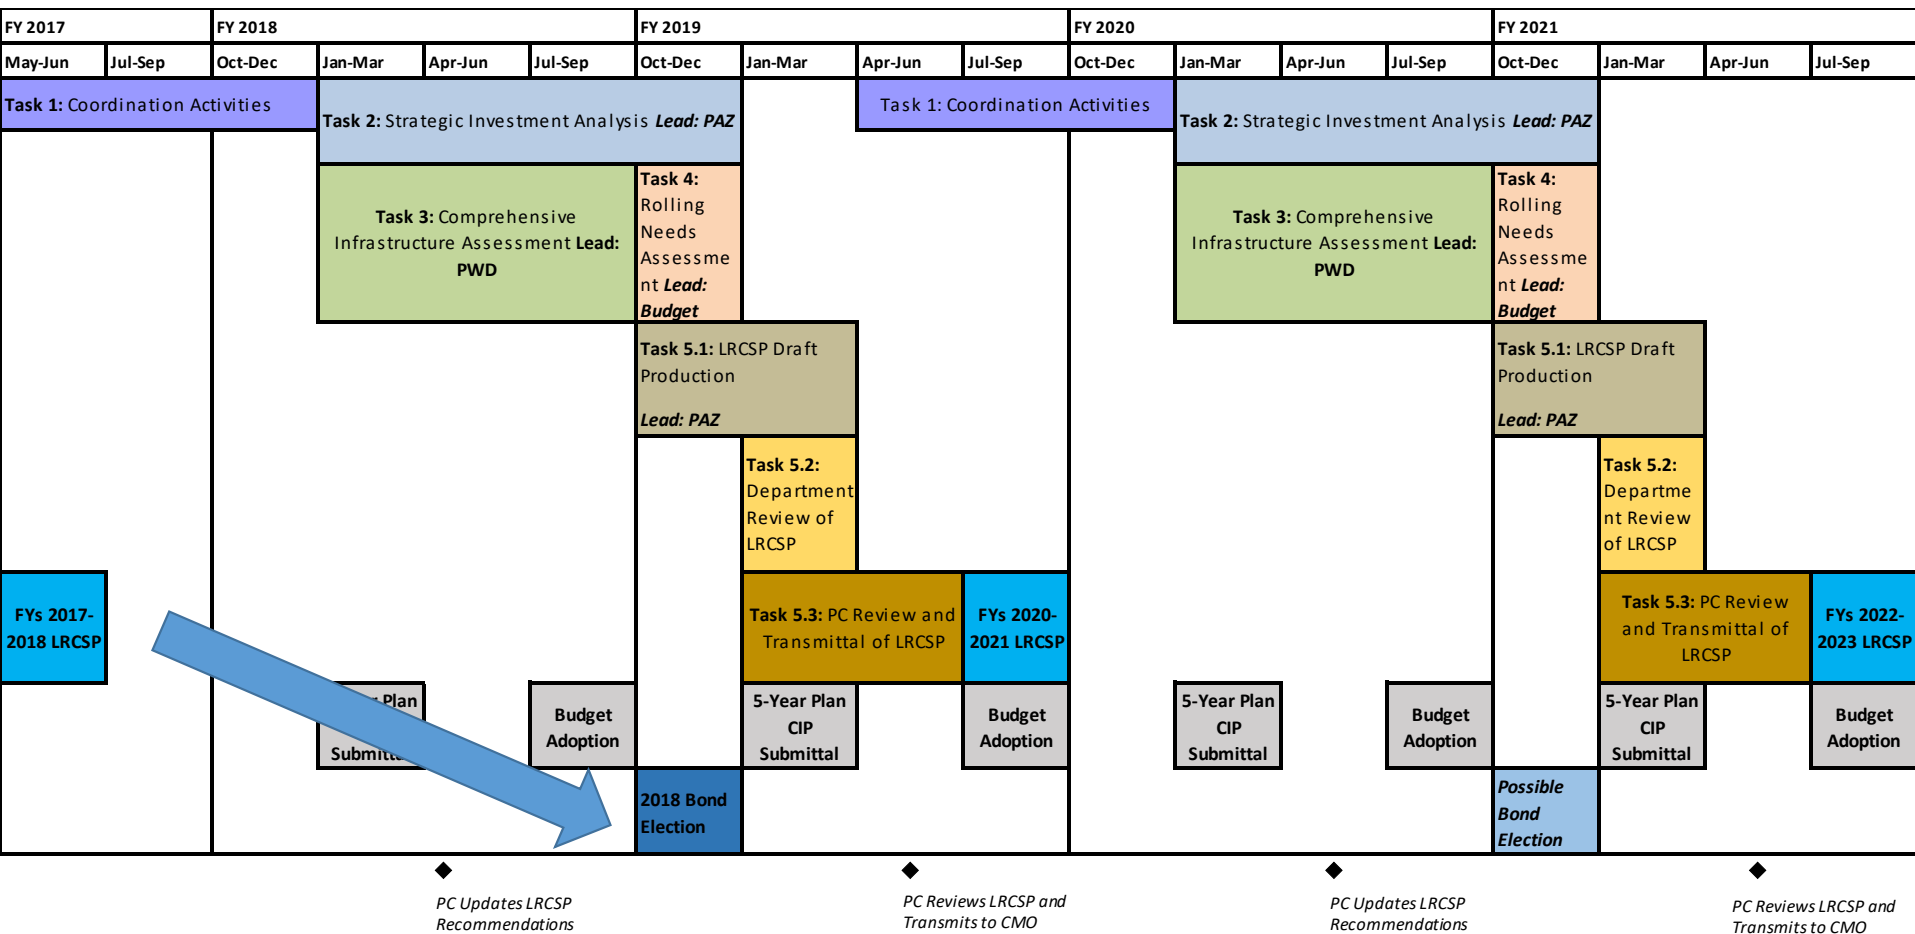 FY 2017
FY 2018
FY 2019
FY 2020
FY 2021
May-Jun
Jul-Sep
Oct-Dec
Jan-Mar
Apr-Jun
Jul-Sep
Oct-Dec
Jan-Mar
Apr-Jun
Jul-Sep
Oct-Dec
Jan-Mar
Apr-Jun
Jul-Sep
Oct-Dec
Jan-Mar
Apr-Jun
Jul-Sep
Task 1: Coordination Activities
Task 2: Strategic Investment Analysis Lead: PAZ
Task 1: Coordination Activities
Task 2: Strategic Investment Analysis Lead: PAZ
Task 3: Comprehensive
Infrastructure Assessment Lead:
PWD
Task 4:
Rolling
Needs
Assessme
nt Lead:
Budget
Task 3: Comprehensive
Infrastructure Assessment Lead:
PWD
Task 4:
Rolling
Needs
Assessme
nt Lead:
Budget
Task 5.1: LRCSP Draft
Production
Lead: PAZ
Task 5.1: LRCSP Draft
Production
Lead: PAZ
Task 5.2:
Department
Review of
LRCSP
Task 5.2:
Departme
nt Review
of LRCSP
FYs 2017-
2018 LRCSP
Task 5.3: PC Review and
Transmittal of LRCSP
FYs 2020-
2021 LRCSP
Task 5.3: PC Review
and Transmittal of
LRCSP
FYs 2022-
2023 LRCSP
Plan
Submitta
Budget
Adoption
5-Year Plan
CIP
Submittal
Budget
Adoption
5-Year Plan
CIP
Submittal
Budget
Adoption
5-Year Plan
CIP
Submittal
Budget
Adoption
2018 Bond
Election
Possible
Bond
Election
PC Updates LRCSP
Recommendations
PC Reviews LRCSP and
Transmits to CMO
PC Updates LRCSP
Recommendations
PC Reviews LRCSP and
Transmits to CMO